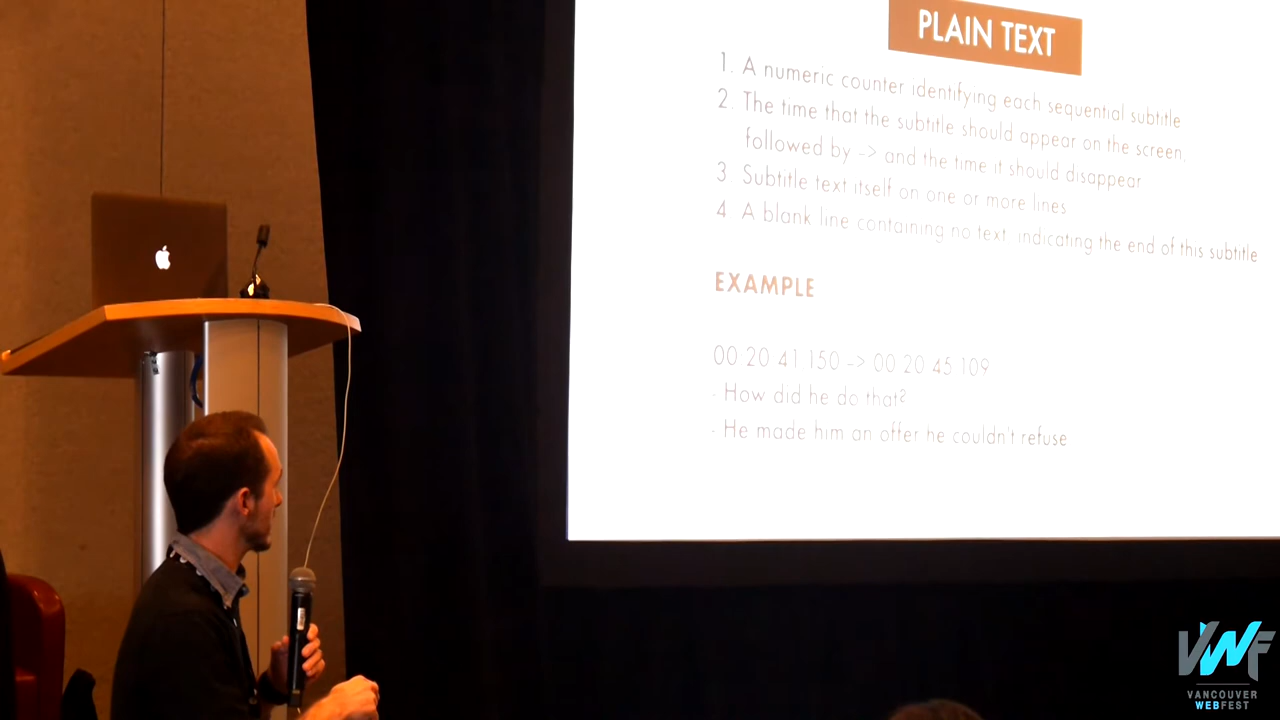 PLAIN TEXT
1. A numeric counter identifying each sequential subtitle
2. The time that the subtitle should appear on the screen,
followed by -> and the time it should disappear
3. Subtitle text itself on one or more lines
4 A blank line containing no text indicating the end of this subtitle
EXAMPLE
00 20 41 150 -> 00 20 45 109
- How did he do that?
- He made him an offer he couldn't refuse
VWF
VANCOUVER
WEBFEST